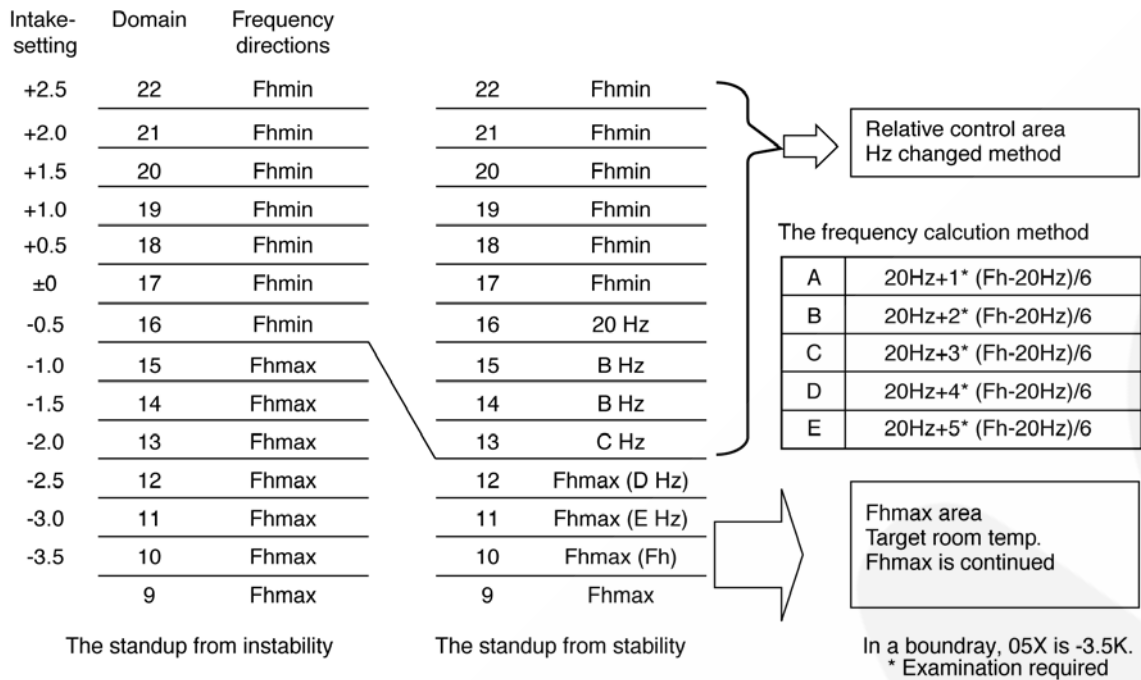 Intake-setting Domain Frequency directions
+2.5 22 Fhmin 22 Fhmin
+2.0 21 Fhmin 21 Fhmin
+1.5 20 Fhmin 20 Fhmin
+1.0 19 Fhmin 19 Fhmin
+0.5 18 Fhmin 18 Fhmin
±0 17 Fhmin 17 Fhmin
-0.5 16 Fhmin 16 20 Hz
-1.0 15 Fhmax 15 B Hz
-1.5 14 Fhmax 14 B Hz
-2.0 13 Fhmax 13 C Hz
-2.5 12 Fhmax 12 Fhmax (D Hz)
-3.0 11 Fhmax 11 Fhmax (E Hz)
-3.5 10 Fhmax 10 Fhmax (Fh)
9 Fhmax 9 Fhmax
The standup from instability The standup from stability
Relative control area
Hz changed method
The frequency calcution method
A 20Hz+1* (Fh-20Hz)/6
B 20Hz+2* (Fh-20Hz)/6
C 20Hz+3* (Fh-20Hz)/6
D 20Hz+4* (Fh-20Hz)/6
E 20Hz+5* (Fh-20Hz)/6
Fhmax area
Target room temp.
Fhmax is continued
In a boundray, 05X is -3.5K.
* Examination required